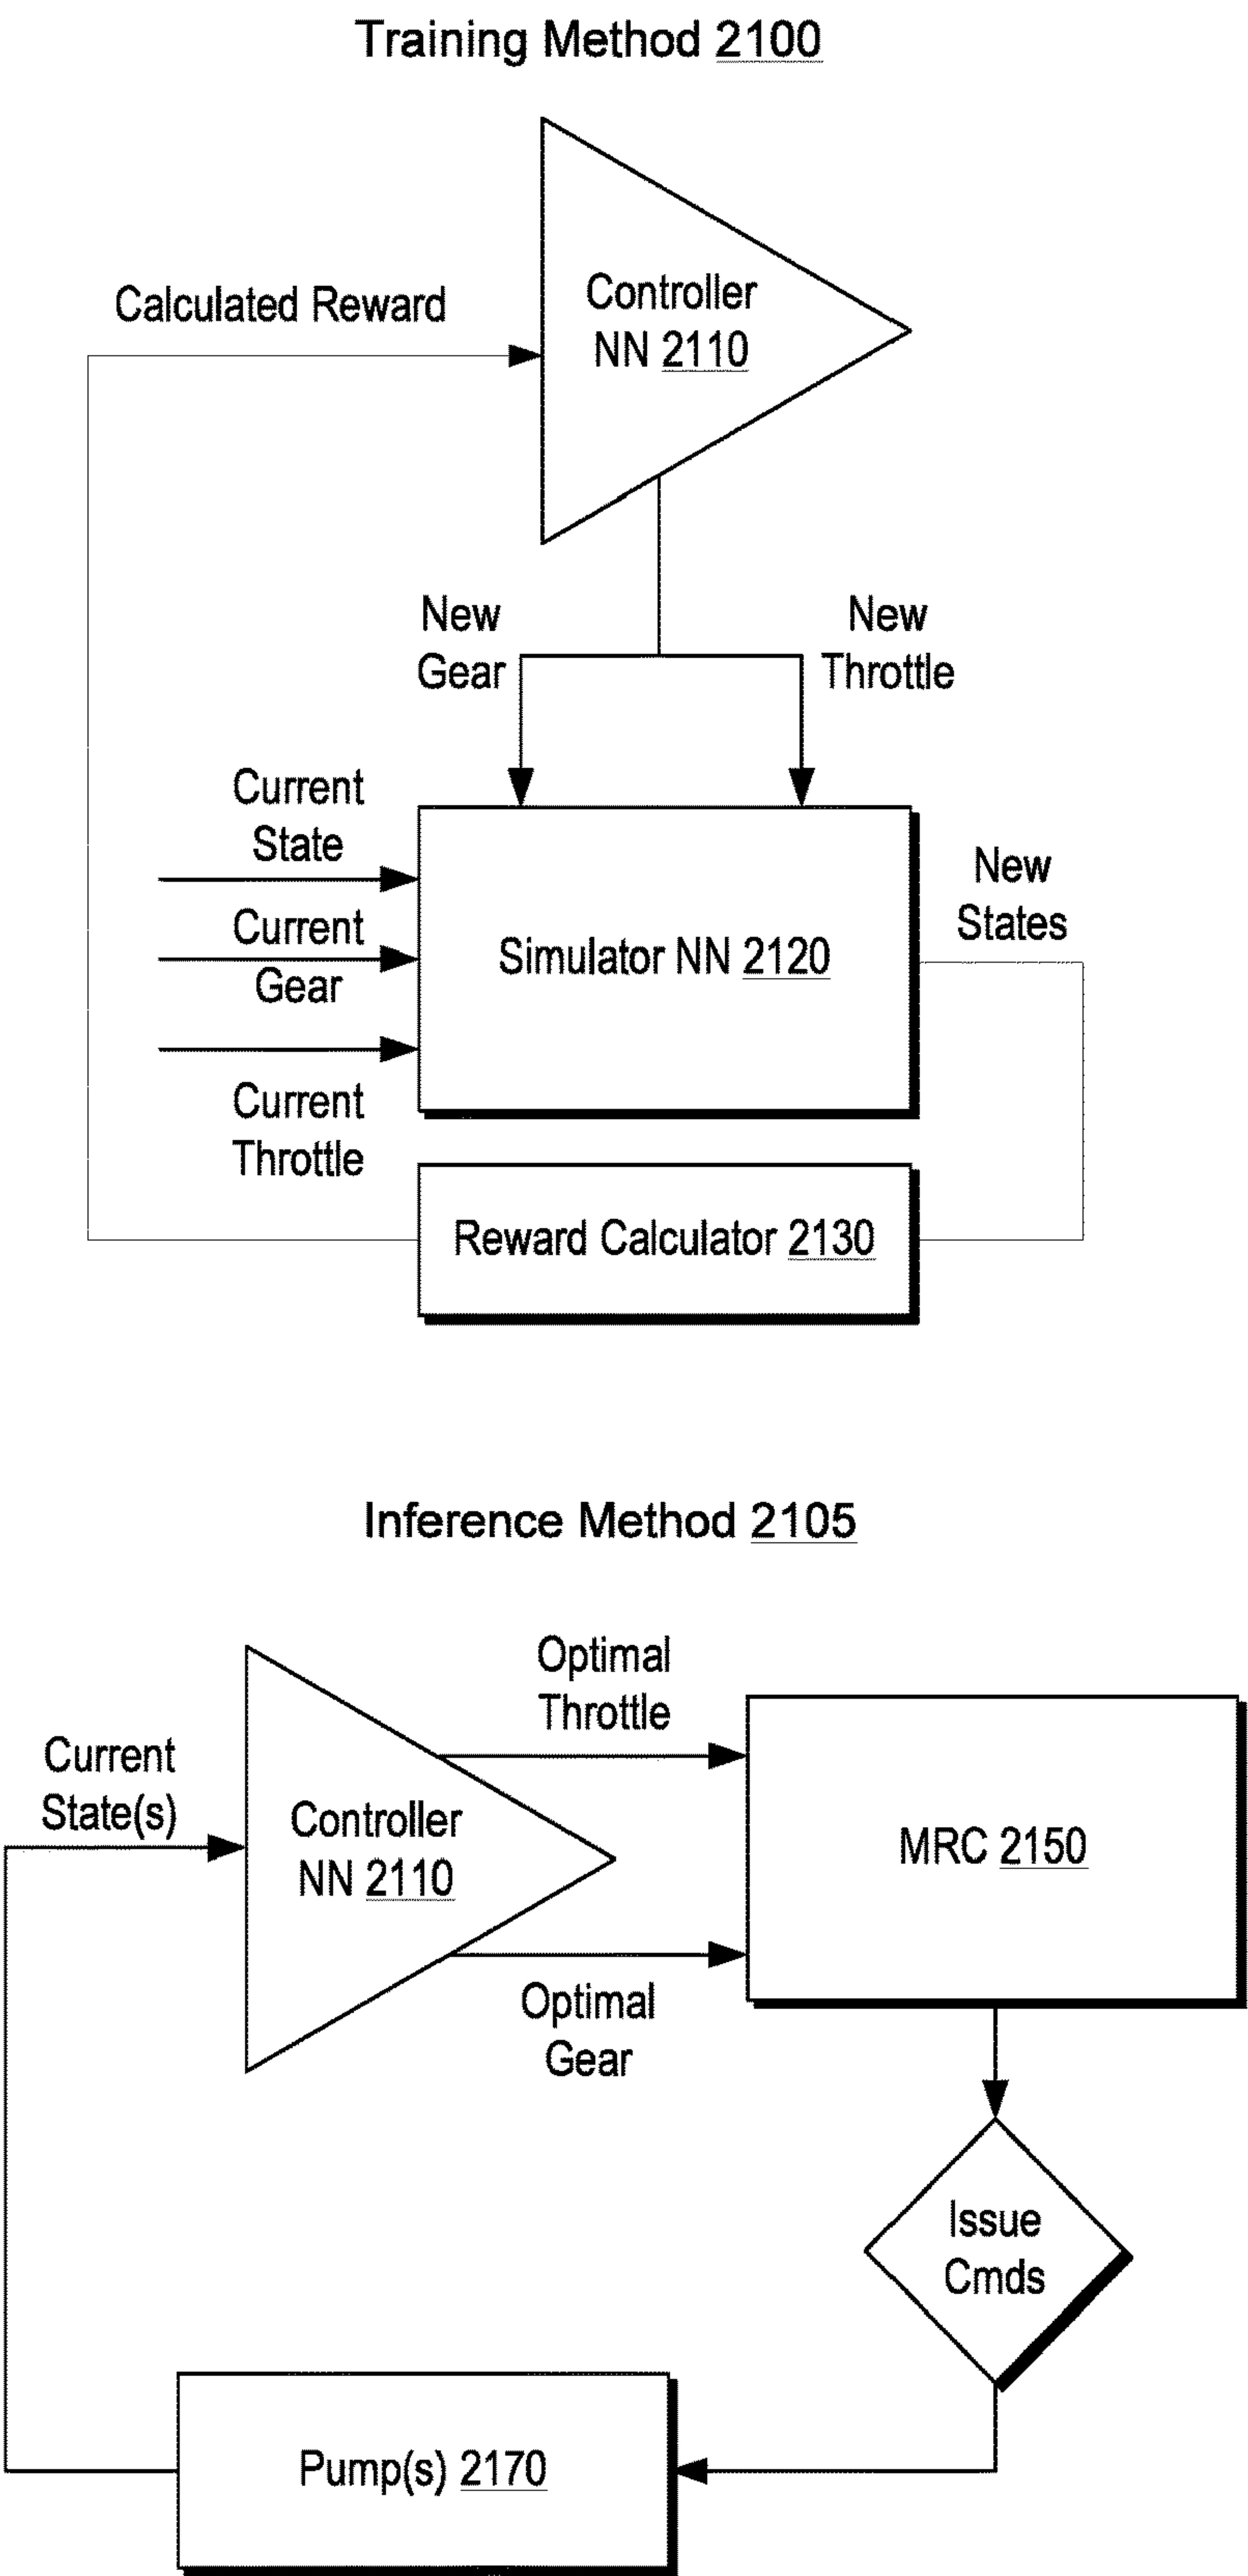 Training Method 2100
Calculated Reward
Controller
NN 2110
New
Gear
New
Throttle
Current
State
Current
Gear
Current
Throttle
Simulator NN 2120
New
States
Reward Calculator 2130
Inference Method 2105
Current
State(s)
Controller
NN 2110
Optimal
Throttle
Optimal
Gear
MRC 2150
Issue
Cmds
Pump(s) 2170